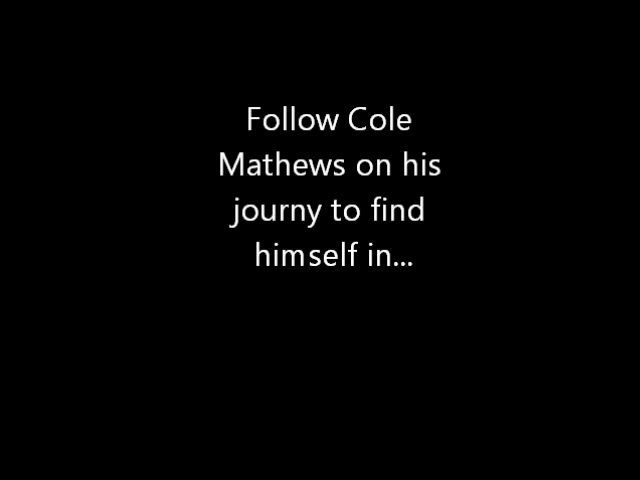 Follow Cole
Mathews on his
journy to find
himself in...